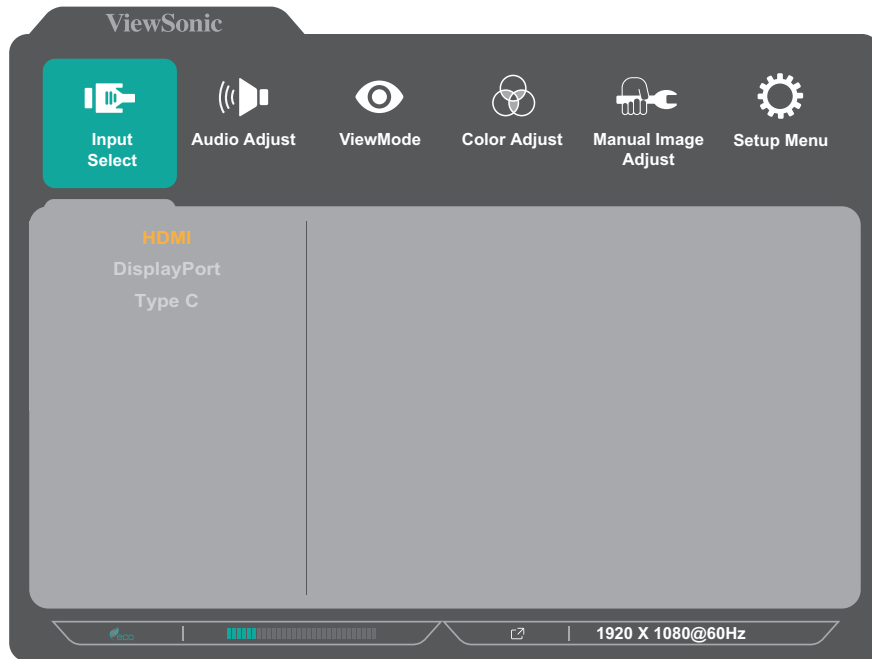 ViewSonic
Input
Select
Audio Adjust
ViewMode
Color Adjust
Manual Image
Adjust
Setup Menu
HDMI
DisplayPort
Type C
eco
1920 X 1080@60Hz